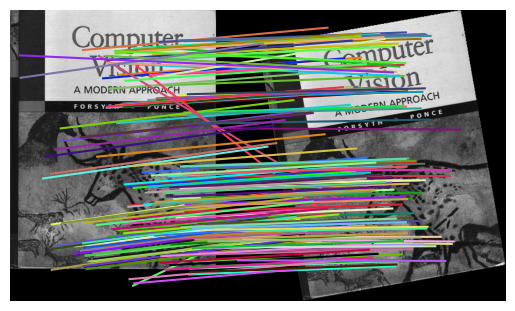 Computer
Vision
A MODERN APPROACH
FORSYTH PONCE
Computer
Vision
A MODERN APPROACH
FORSYTH PONCE